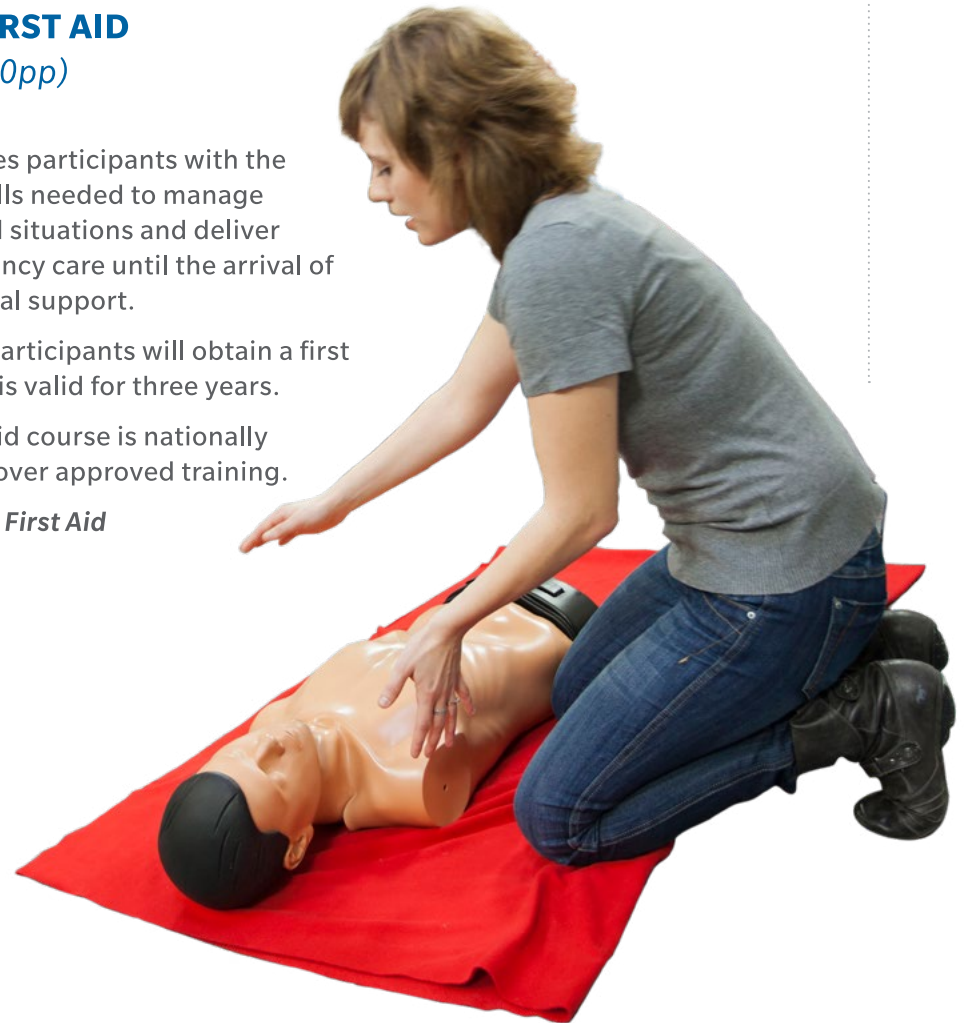 IRST AID
0pp)
es participants with the
lls needed to manage
l situations and deliver
ncy care until the arrival of
al support.
articipants will obtain a first
is valid for three years.
id course is nationally
over approved training.
First Aid